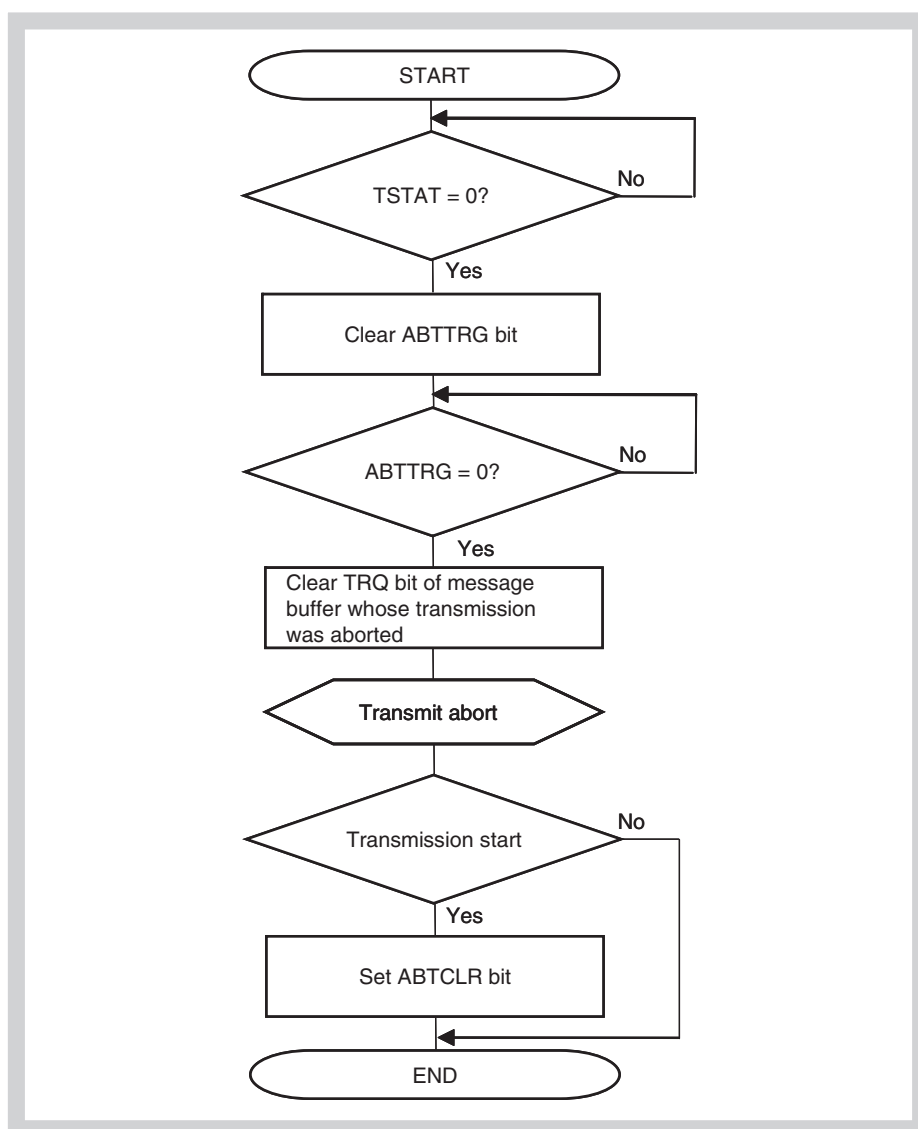 START
TSTAT = 0?
No
Yes
Clear ABTTRG bit
ABTTRG = 0?
No
Yes
Clear TRQ bit of message
buffer whose transmission
was aborted
Transmit abort
Transmission start
No
Yes
Set ABTCLR bit
END